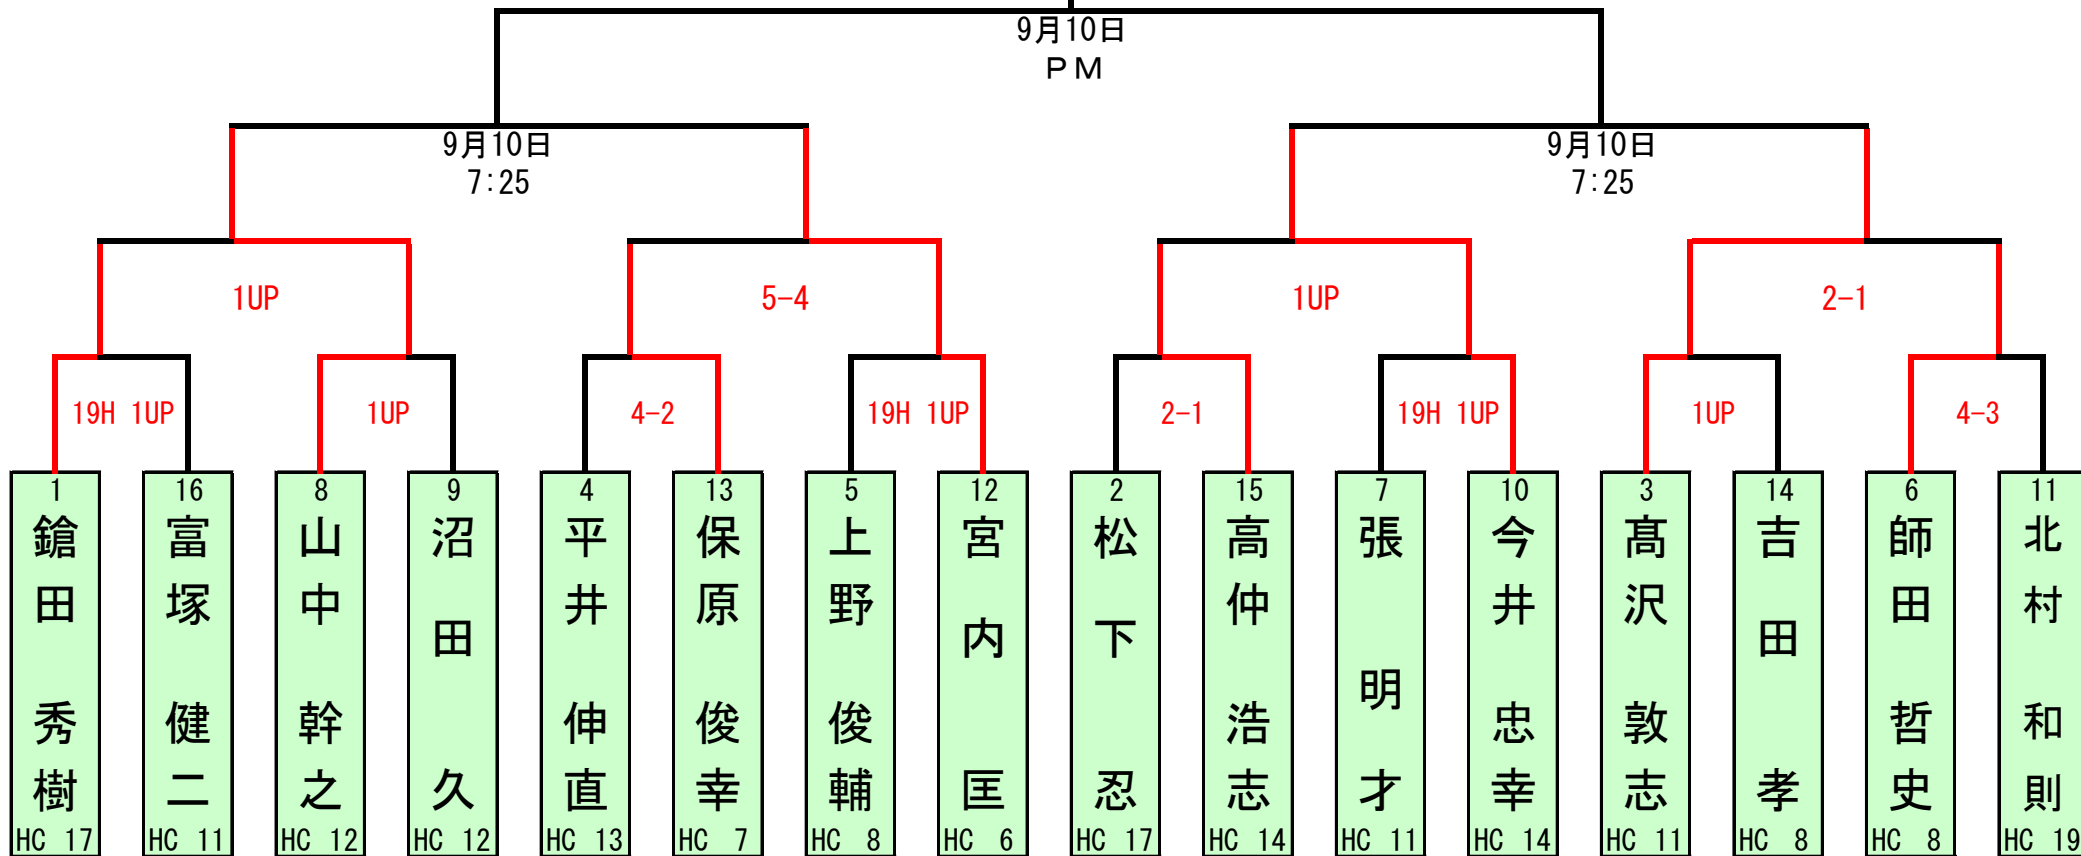 9月10日
ＰＭ
9月10日
7:25
9月10日
7:25
1UP
5-4
1UP
2-1
19H 1UP
1UP
4-2
19H 1UP
2-1
19H 1UP
1UP
4-3
1
鎗田 秀樹
HC 17
16
富塚 健二
HC 11
8
山中 幹之
HC 12
9
沼田 久
HC 12
4
平井 伸直
HC 13
13
保原 俊幸
HC 7
5
上野 俊輔
HC 8
12
宮内 匡
HC 6
2
松下 忍
HC 17
15
高仲 浩志
HC 14
7
張 明才
HC 11
10
今井 忠幸
HC 14
3
髙沢 敦志
HC 11
14
吉田 孝
HC 8
6
師田 哲史
HC 8
11
北村 和則
HC 19